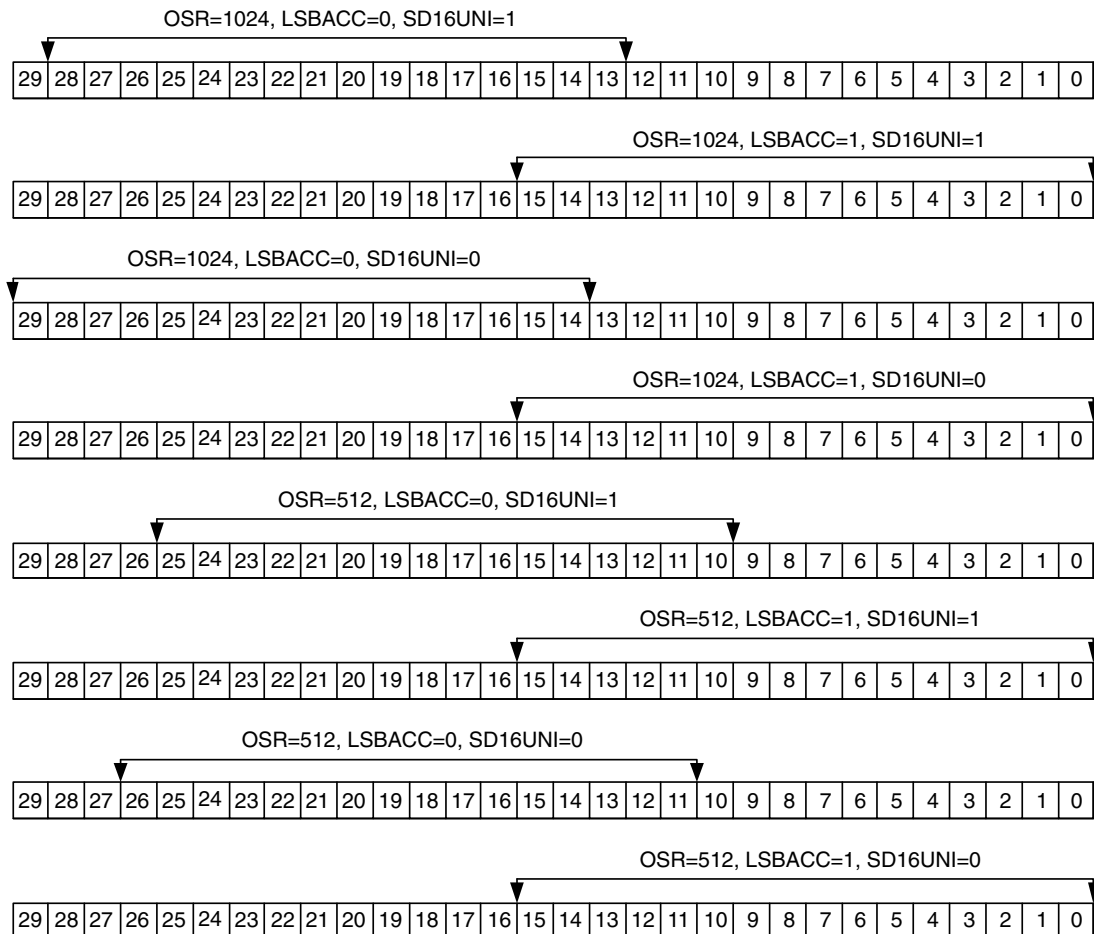 OSR=1024, LSBACC=0, SD16UNI=1
29 28 27 26 25 24 23 22 21 20 19 18 17 16 15 14 13 12 11 10 9 8 7 6 5 4 3 2 1 0
OSR=1024, LSBACC=1, SD16UNI=1
29 28 27 26 25 24 23 22 21 20 19 18 17 16 15 14 13 12 11 10 9 8 7 6 5 4 3 2 1 0
OSR=1024, LSBACC=0, SD16UNI=0
29 28 27 26 25 24 23 22 21 20 19 18 17 16 15 14 13 12 11 10 9 8 7 6 5 4 3 2 1 0
OSR=1024, LSBACC=1, SD16UNI=0
29 28 27 26 25 24 23 22 21 20 19 18 17 16 15 14 13 12 11 10 9 8 7 6 5 4 3 2 1 0
OSR=512, LSBACC=0, SD16UNI=1
29 28 27 26 25 24 23 22 21 20 19 18 17 16 15 14 13 12 11 10 9 8 7 6 5 4 3 2 1 0
OSR=512, LSBACC=1, SD16UNI=1
29 28 27 26 25 24 23 22 21 20 19 18 17 16 15 14 13 12 11 10 9 8 7 6 5 4 3 2 1 0
OSR=512, LSBACC=0, SD16UNI=0
29 28 27 26 25 24 23 22 21 20 19 18 17 16 15 14 13 12 11 10 9 8 7 6 5 4 3 2 1 0
OSR=512, LSBACC=1, SD16UNI=0
29 28 27 26 25 24 23 22 21 20 19 18 17 16 15 14 13 12 11 10 9 8 7 6 5 4 3 2 1 0